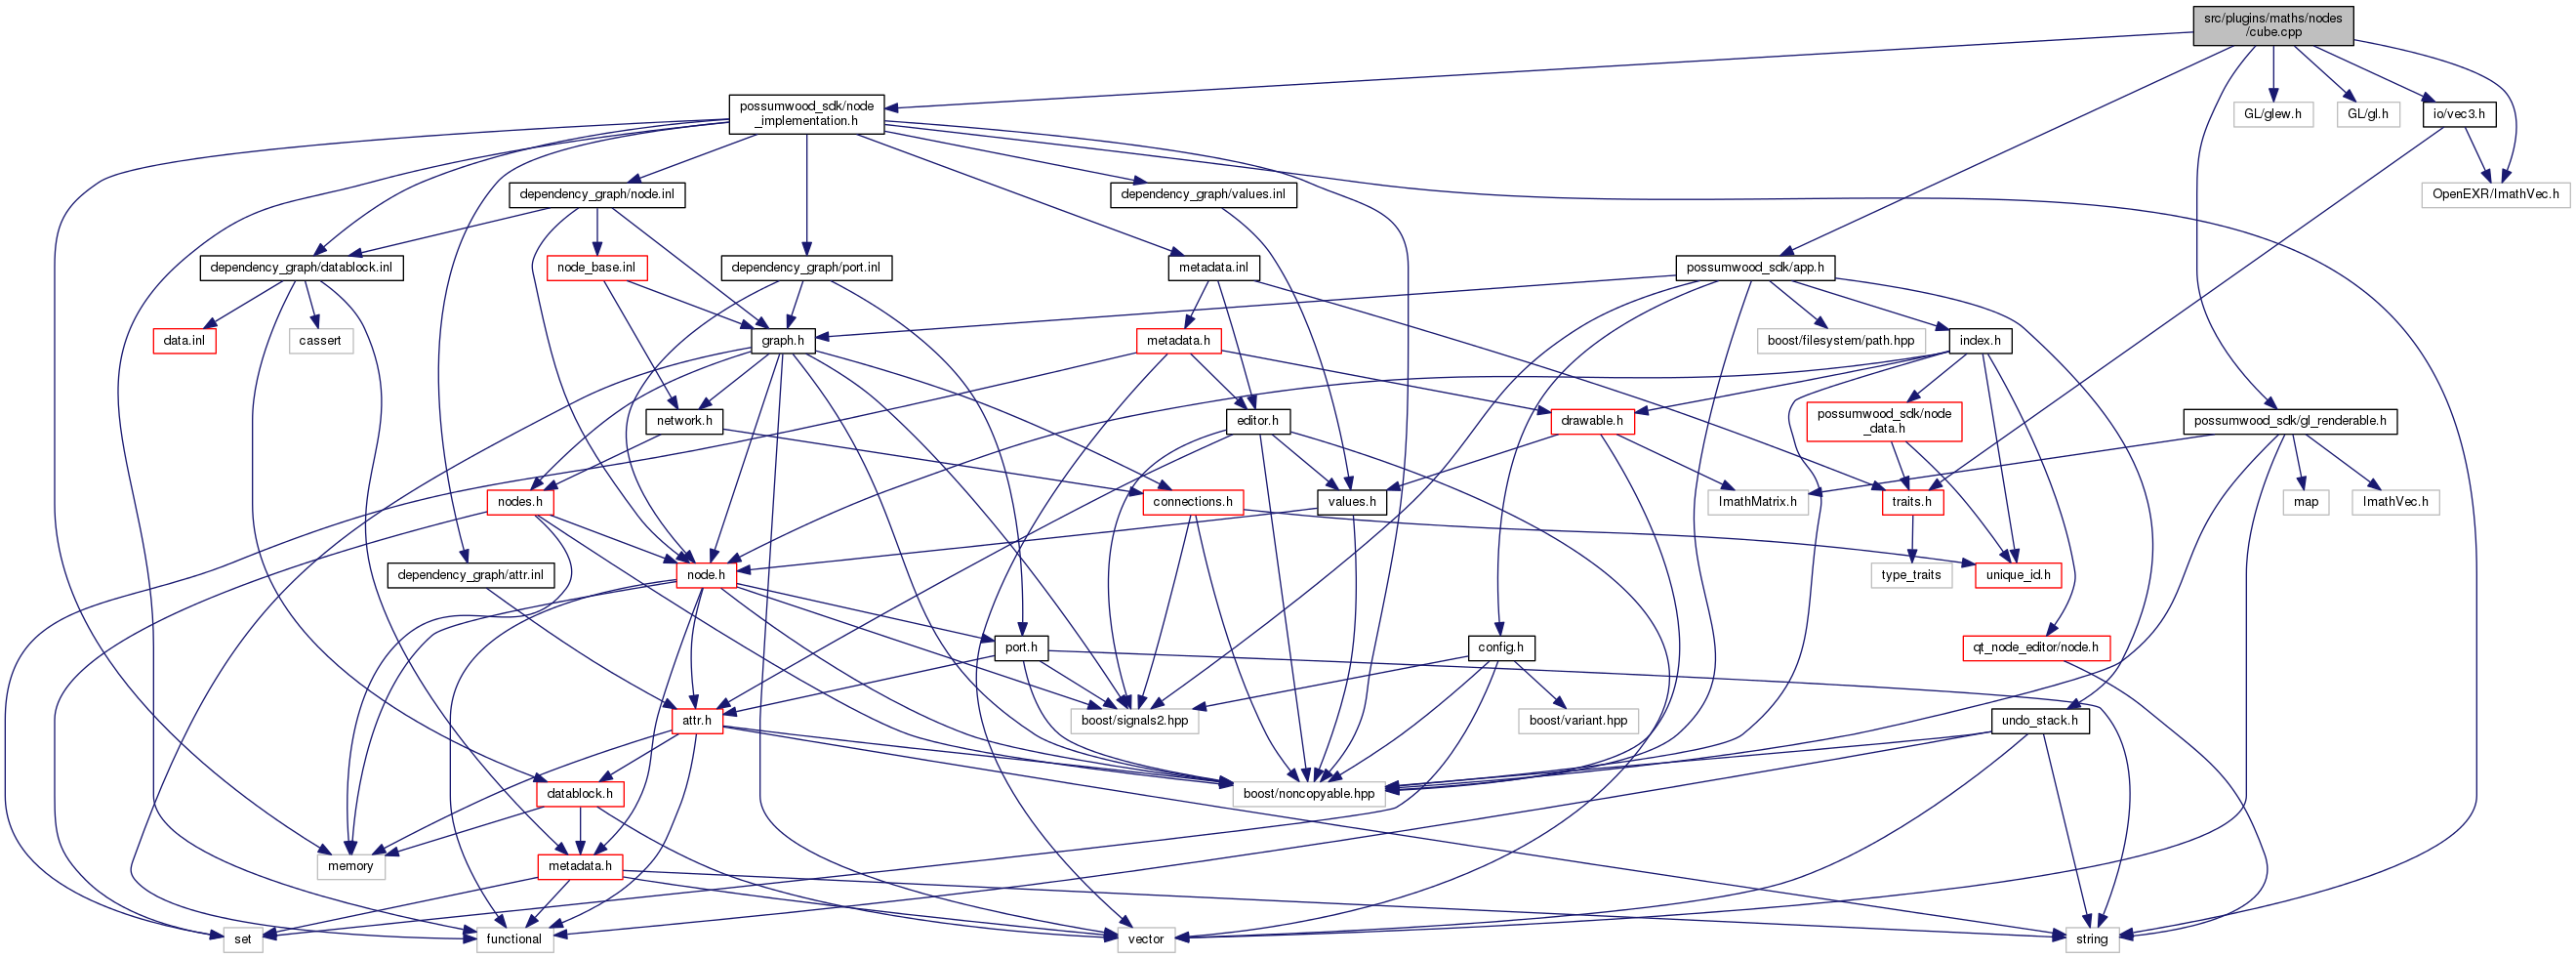 src/plugins/maths/nodes
/cube.cpp
possumwood_sdk/node
_implementation.h
GL/glew.h
GL/gl.h
io/vec3.h
dependency_graph/node.inl
dependency_graph/values.inl
OpenEXR/ImathVec.h
dependency_graph/datablock.inl
node_base.inl
dependency_graph/port.inl
metadata.inl
possumwood_sdk/app.h
data.inl
cassert
graph.h
metadata.h
boost/filesystem/path.hpp
index.h
network.h
editor.h
drawable.h
possumwood_sdk/node
_data.h
possumwood_sdk/gl_renderable.h
nodes.h
connections.h
values.h
ImathMatrix.h
traits.h
map
ImathVec.h
dependency_graph/attr.inl
node.h
type_traits
unique_id.h
port.h
config.h
qt_node_editor/node.h
attr.h
boost/signals2.hpp
boost/variant.hpp
undo_stack.h
datablock.h
boost/noncopyable.hpp
memory
metadata.h
set
functional
vector
string